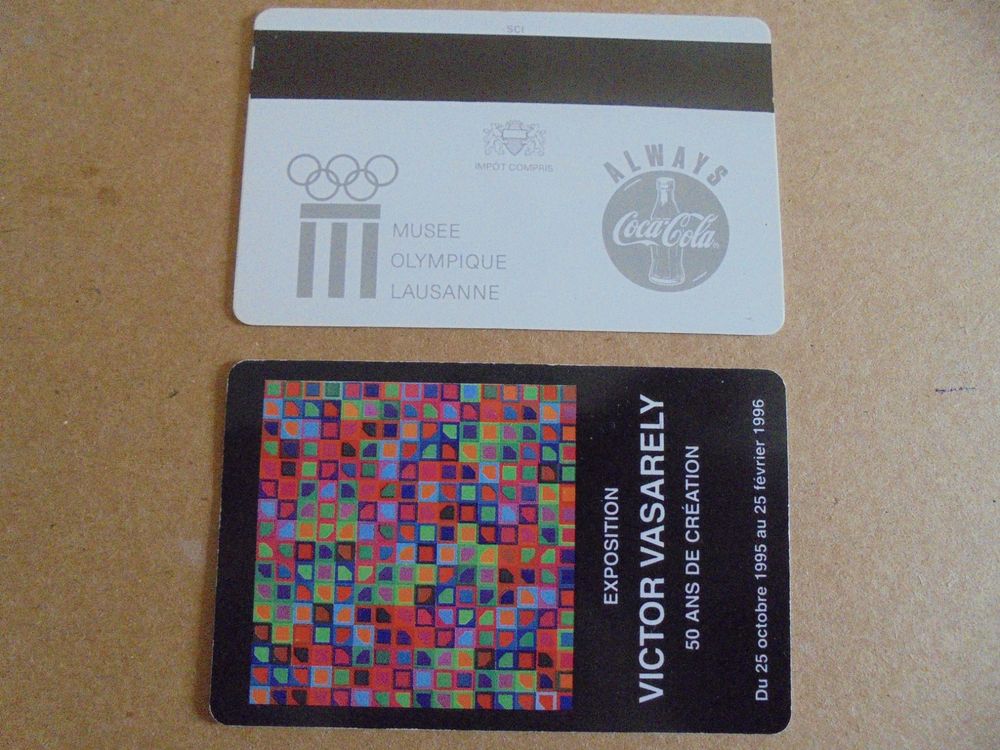 SCI
IMPÔT COMPRIS
MUSEE
OLYMPIQUE
LAUSANNE
ALWAYS
Coca-Cola
EXPOSITION
VICTOR VASARELY
50 ANS DE CRÉATION
Du 25 octobre 1995 au 25 février 1996